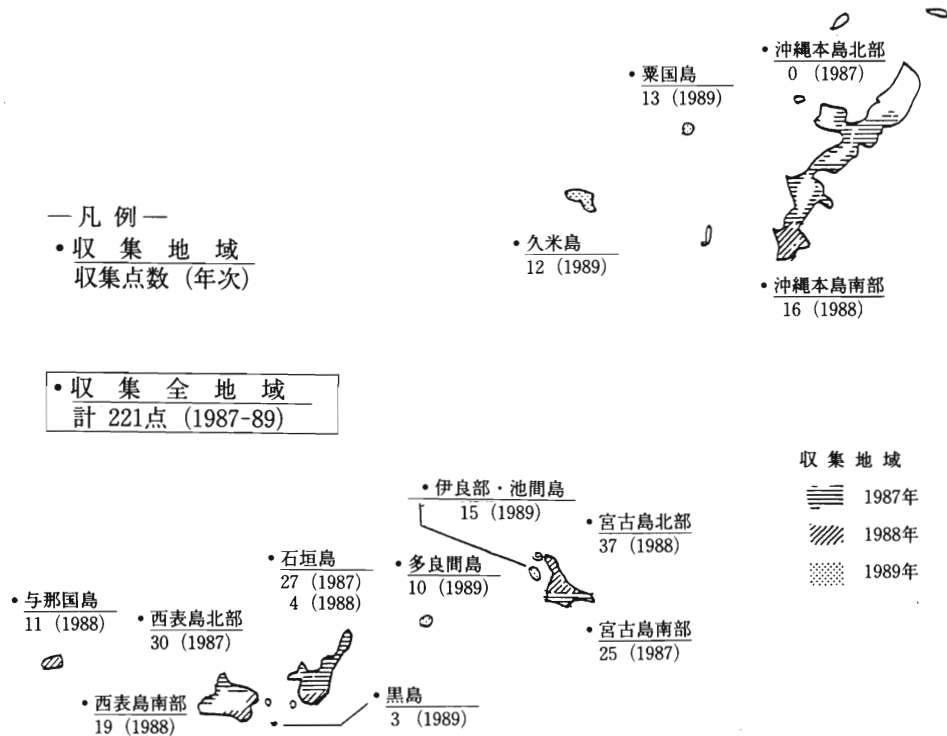 • 沖縄本島北部
0 (1987)
• 粟国島
13 (1989)
— 凡 例 —
• 収 集 地 域
収集点数 (年次)
• 久米島
12 (1989)
• 沖縄本島南部
16 (1988)
• 収 集 全 地 域
計 221点 (1987-89)
収 集 地 域
1987年
1988年
1989年
• 伊良部・池間島
15 (1989)
• 宮古島北部
37 (1988)
• 石垣島
27 (1987)
4 (1988)
• 多良間島
10 (1989)
• 与那国島
11 (1988)
• 西表島北部
30 (1987)
• 宮古島南部
25 (1987)
• 西表島南部
19 (1988)
• 黒島
3 (1989)